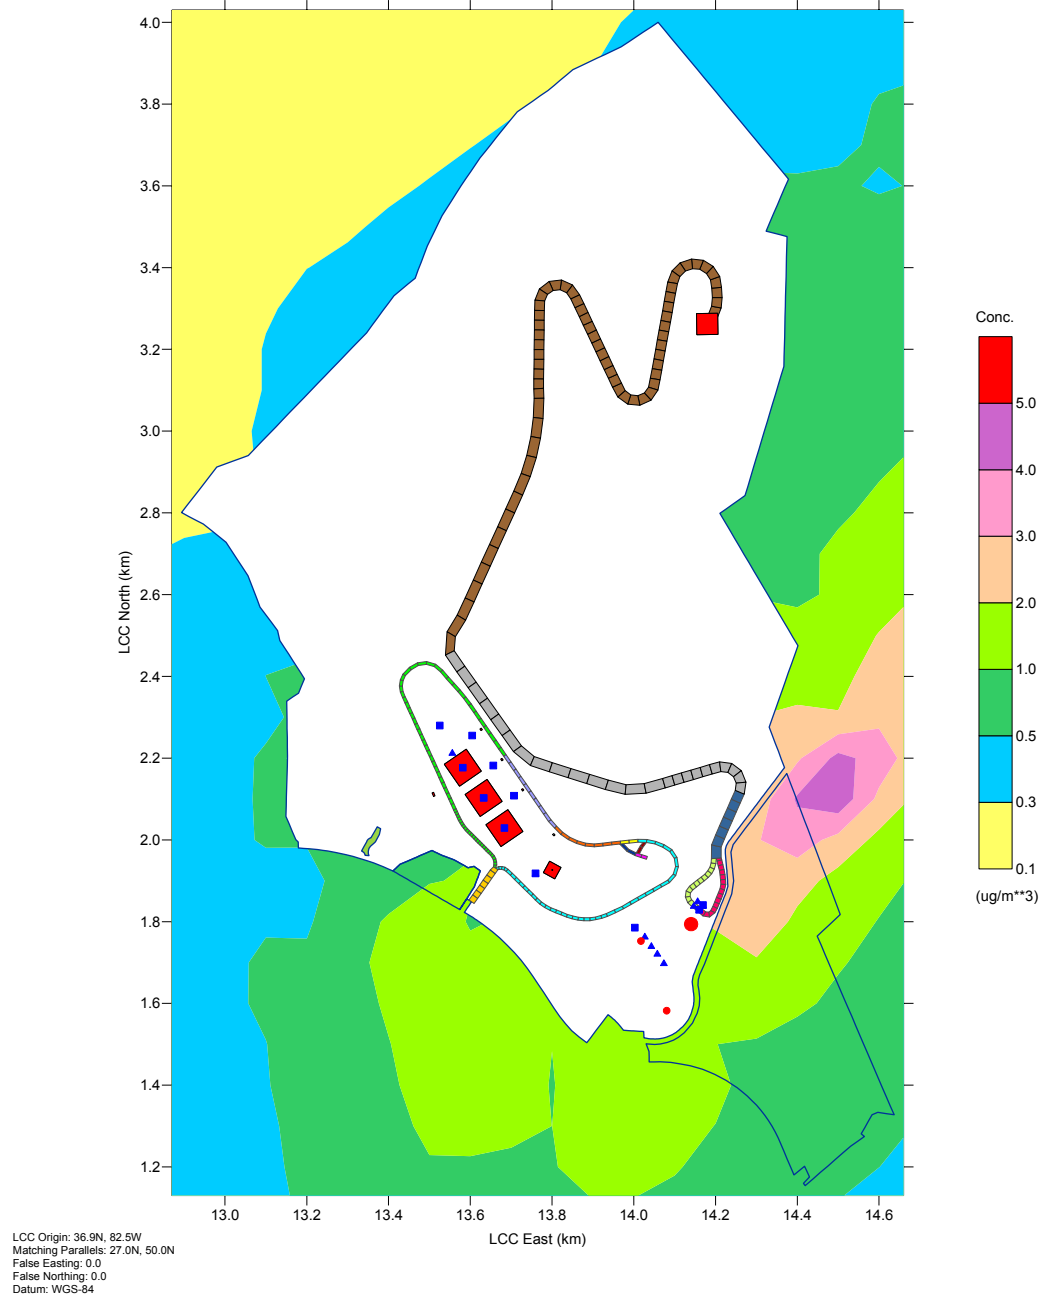 4.0
3.8
3.6
3.4
3.2
3.0
2.8
2.6
2.4
2.2
2.0
1.8
1.6
1.4
1.2
LCC North (km)
13.0 13.2 13.4 13.6 13.8 14.0 14.2 14.4 14.6
LCC East (km)
Conc.
5.0
4.0
3.0
2.0
1.0
0.5
0.3
0.1
(ug/m**3)
LCC Origin: 36.9N, 82.5W
Matching Parallels: 27.0N, 50.0N
False Easting: 0.0
False Northing: 0.0
Datum: WGS-84